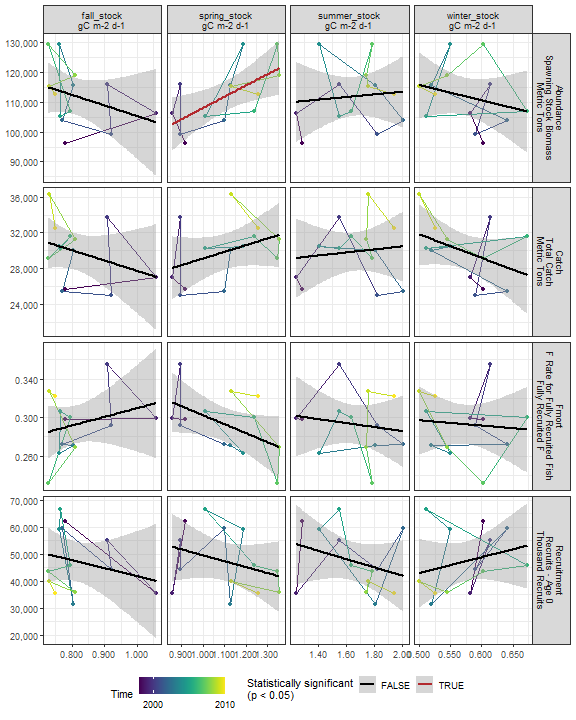 fall_stock
gC m-2 d-1
spring_stock
gC m-2 d-1
summer_stock
gC m-2 d-1
winter_stock
gC m-2 d-1
130,000
120,000
110,000
100,000
90,000
Abundance
Spawning Stock Biomass
Metric Tons
36,000
32,000
28,000
24,000
Catch
Total Catch
Metric Tons
0.340
0.300
0.260
Fmort
F Rate for Fully Recruited Fish
Fully Recruited F
70,000
60,000
50,000
40,000
30,000
20,000
Recruitment
Recruits - Age 0
Thousand Recruits
0.800 0.900 1.000
0.900 1.000 1.100 1.200 1.300
1.40 1.60 1.80 2.00
0.500 0.550 0.600 0.650
Time
2000 2010
Statistically significant
(p < 0.05)
FALSE
TRUE